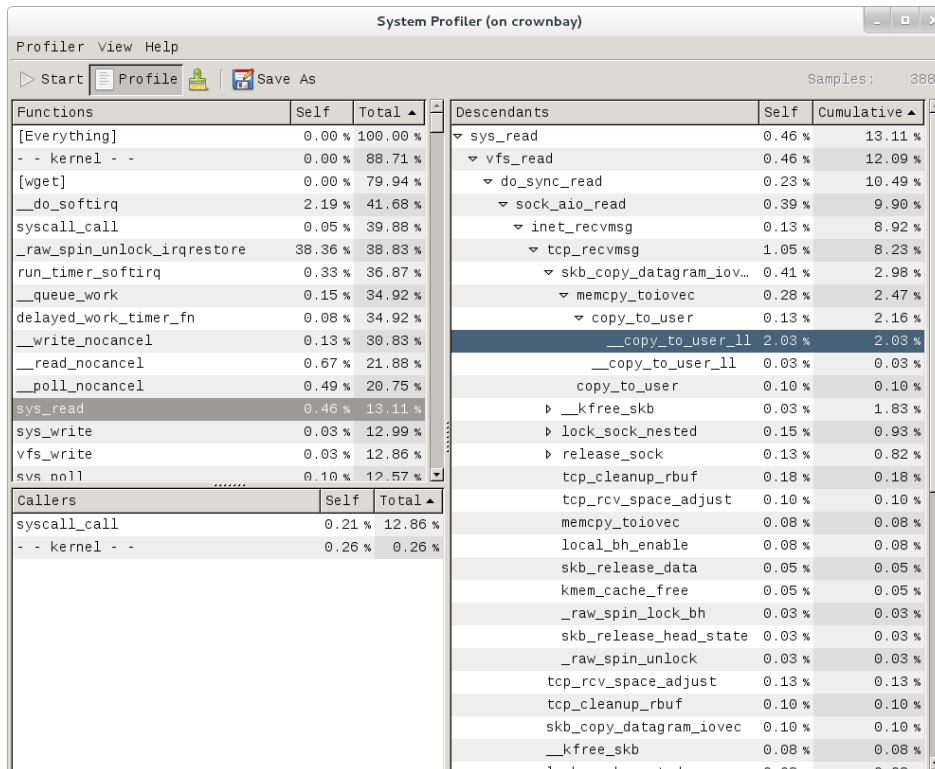 System Profiler (on crownbay)
Profiler View Help
Start Profile Save As Samples: 388
Functions Self Total
[Everything] 0.00 % 100.00 %
- - kernel - - 0.00 % 88.71 %
[wget] 0.00 % 79.94 %
__do_softirq 2.19 % 41.68 %
syscall_call 0.05 % 39.88 %
_raw_spin_unlock_irqrestore 38.36 % 38.83 %
run_timer_softirq 0.33 % 36.87 %
__queue_work 0.15 % 34.92 %
delayed_work_timer_fn 0.08 % 34.92 %
__write_nocancel 0.13 % 30.83 %
__read_nocancel 0.67 % 21.88 %
__poll_nocancel 0.49 % 20.75 %
sys_read 0.46 % 13.11 %
sys_write 0.03 % 12.99 %
vfs_write 0.03 % 12.86 %
sys_poll 0.10 % 12.57 %
Callers Self Total
syscall_call 0.21 % 12.86 %
- - kernel - - 0.26 % 0.26 %
Descendants Self Cumulative
sys_read 0.46 % 13.11 %
vfs_read 0.46 % 12.09 %
do_sync_read 0.23 % 10.49 %
sock_aio_read 0.39 % 9.90 %
inet_recvmsg 0.13 % 8.92 %
tcp_recvmsg 1.05 % 8.23 %
skb_copy_datagram_iov... 0.41 % 2.98 %
memcpy_toiovec 0.28 % 2.47 %
copy_to_user 0.13 % 2.16 %
__copy_to_user_ll 2.03 % 2.03 %
__copy_to_user_ll 0.03 % 0.03 %
copy_to_user 0.10 % 0.10 %
__kfree_skb 0.03 % 1.83 %
lock_sock_nested 0.15 % 0.93 %
release_sock 0.13 % 0.82 %
tcp_cleanup_rbuf 0.18 % 0.18 %
tcp_rcv_space_adjust 0.10 % 0.10 %
memcpy_toiovec 0.08 % 0.08 %
local_bh_enable 0.08 % 0.08 %
skb_release_data 0.05 % 0.05 %
kmem_cache_free 0.05 % 0.05 %
_raw_spin_lock_bh 0.03 % 0.03 %
skb_release_head_state 0.03 % 0.03 %
_raw_spin_unlock 0.03 % 0.03 %
tcp_rcv_space_adjust 0.13 % 0.13 %
tcp_cleanup_rbuf 0.10 % 0.10 %
skb_copy_datagram_iovec 0.10 % 0.10 %
__kfree_skb 0.08 % 0.08 %